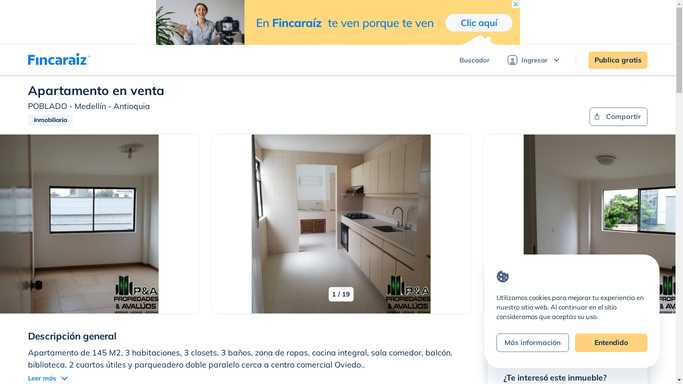 En Fincaraíz te ven porque te ven
Clic aquí
Fincaraíz
Buscador
Ingresar
Publica gratis
Apartamento en venta
POBLADO - Medellín - Antioquia
Inmobiliaria
Compartir
P&A
PROPIEDADES
& AVALÚOS
1 / 19
P&A
PROPIEDADES
& AVALÚOS
Utilizamos cookies para mejorar tu experiencia en
nuestro sitio web. Al continuar en el sitio
consideramos que aceptas su uso.
Más información
Entendido
Descripción general
Apartamento de 145 M2, 3 habitaciones, 3 closets, 3 baños, zona de ropas, cocina integral, sala comedor, balcón,
biblioteca, 2 cuartos útiles y parqueadero doble paralelo cerca a centro comercial Oviedo..
Leer más
¿Te interesó este inmueble?